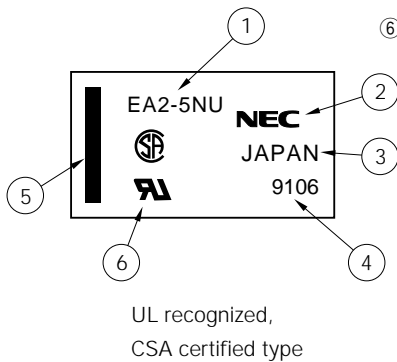 1
⑥
EA2-5NU
NEC
2
JAPAN
3
9106
5
6
4
UL recognized,
CSA certified type